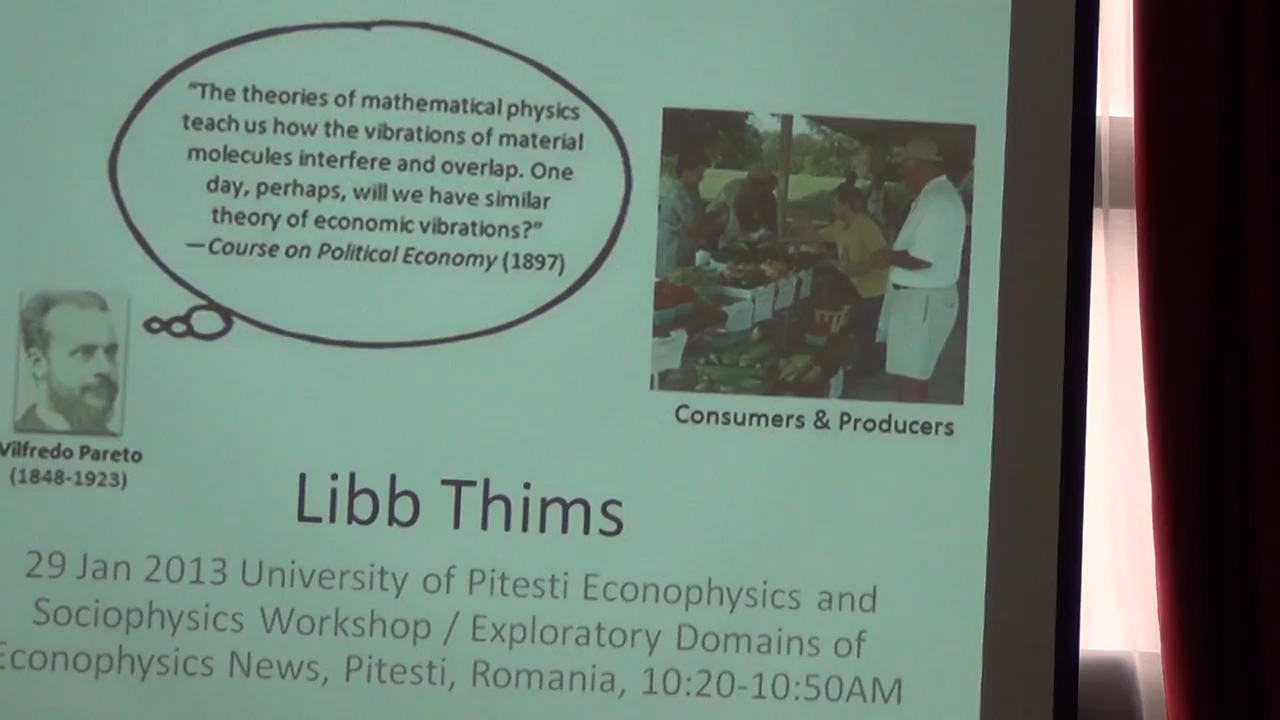 "The theories of mathematical physics
teach us how the vibrations of material
molecules interfere and overlap. One
day, perhaps, will we have similar
theory of economic vibrations?"
—Course on Political Economy (1897)
Consumers & Producers
Vilfredo Pareto
(1848-1923)
Libb Thims
29 Jan 2013 University of Pitesti Econophysics and
Sociophysics Workshop / Exploratory Domains of
Econophysics News, Pitesti, Romania, 10:20-10:50AM